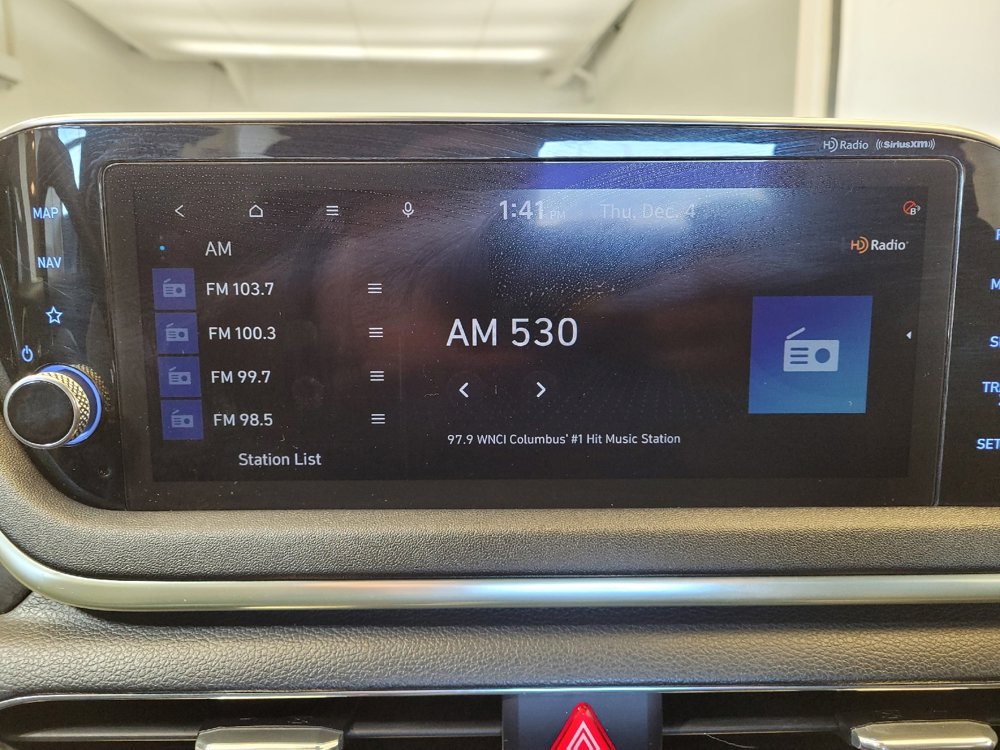 HD Radio ((SiriusXM))
MAP
NAV
1:41 PM Thu. Dec. 4
AM
HD Radio
FM 103.7
FM 100.3
FM 99.7
FM 98.5
Station List
AM 530
97.9 WNCI Columbus' #1 Hit Music Station
SET